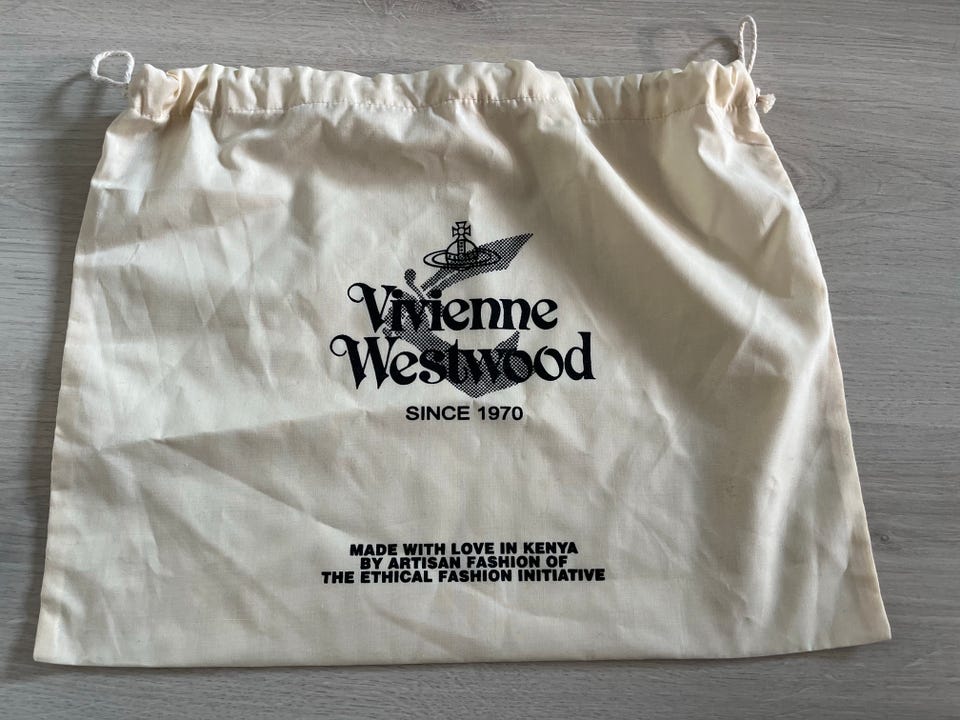 Vivienne
Westwood
SINCE 1970
MADE WITH LOVE IN KENYA
BY ARTISAN FASHION OF
THE ETHICAL FASHION INITIATIVE